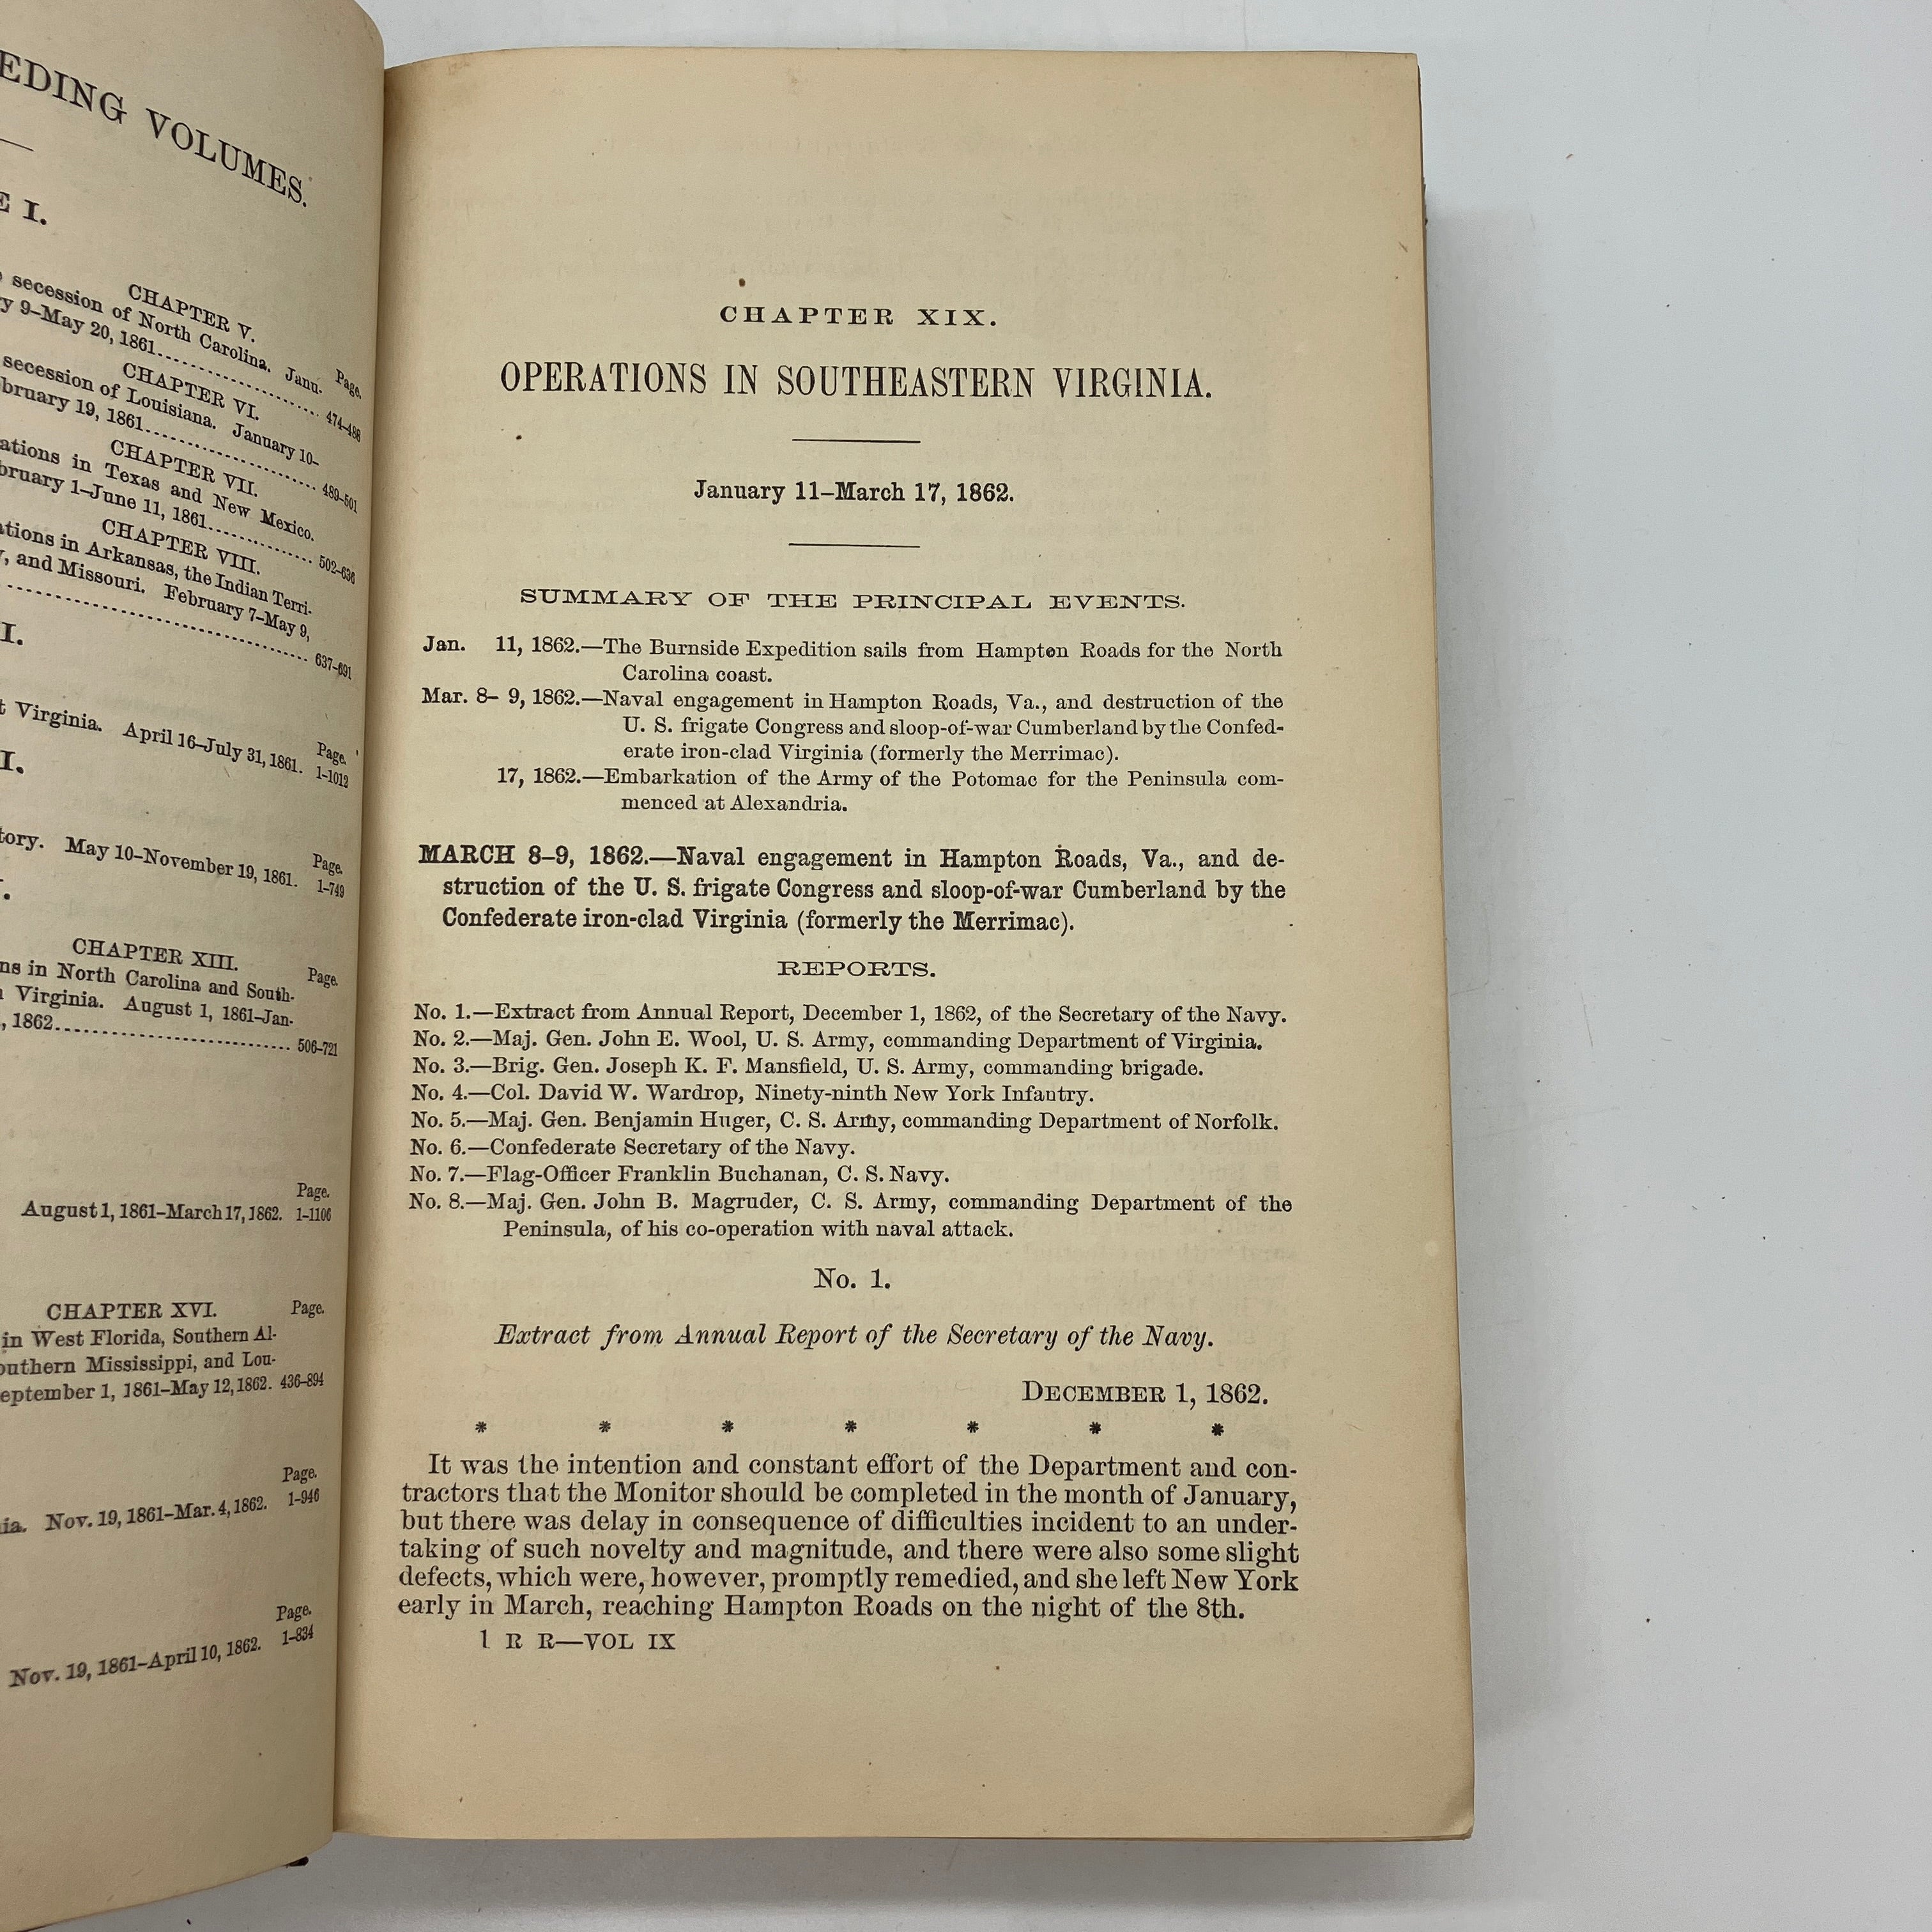 EDING VOLUMES.
E I.
CHAPTER V.
secession of North Carolina. Janu- Page.
y 9–May 20, 1861........ 474–488
CHAPTER VI.
secession of Louisiana. January 10–
bruary 19, 1861........ 489–501
CHAPTER VII.
ations in Texas and New Mexico.
bruary 1–June 11, 1861........ 502–636
CHAPTER VIII.
ations in Arkansas, the Indian Terri-
, and Missouri. February 7–May 9,
........ 637–691
I.
Page.
t Virginia. April 16–July 31, 1861. 1–1012
I.
Page.
tory. May 10–November 19, 1861. 1–749
CHAPTER XIII. Page.
ns in North Carolina and South-
Virginia. August 1, 1861–Jan-
, 1862........ 506–721
Page.
August 1, 1861–March 17, 1862. 1–1106
CHAPTER XVI. Page.
in West Florida, Southern Al-
outhern Mississippi, and Lou-
eptember 1, 1861–May 12, 1862. 436–894
Page.
ia. Nov. 19, 1861–Mar. 4, 1862. 1–946
Page.
Nov. 19, 1861–April 10, 1862. 1–834
CHAPTER XIX.
OPERATIONS IN SOUTHEASTERN VIRGINIA.
January 11–March 17, 1862.
SUMMARY OF THE PRINCIPAL EVENTS.
Jan. 11, 1862.—The Burnside Expedition sails from Hampton Roads for the North
Carolina coast.
Mar. 8– 9, 1862.—Naval engagement in Hampton Roads, Va., and destruction of the
U. S. frigate Congress and sloop-of-war Cumberland by the Confed-
erate iron-clad Virginia (formerly the Merrimac).
17, 1862.—Embarkation of the Army of the Potomac for the Peninsula com-
menced at Alexandria.
MARCH 8–9, 1862.—Naval engagement in Hampton Roads, Va., and de-
struction of the U. S. frigate Congress and sloop-of-war Cumberland by the
Confederate iron-clad Virginia (formerly the Merrimac).
REPORTS.
No. 1.—Extract from Annual Report, December 1, 1862, of the Secretary of the Navy.
No. 2.—Maj. Gen. John E. Wool, U. S. Army, commanding Department of Virginia.
No. 3.—Brig. Gen. Joseph K. F. Mansfield, U. S. Army, commanding brigade.
No. 4.—Col. David W. Wardrop, Ninety-ninth New York Infantry.
No. 5.—Maj. Gen. Benjamin Huger, C. S. Army, commanding Department of Norfolk.
No. 6.—Confederate Secretary of the Navy.
No. 7.—Flag-Officer Franklin Buchanan, C. S. Navy.
No. 8.—Maj. Gen. John B. Magruder, C. S. Army, commanding Department of the
Peninsula, of his co-operation with naval attack.
No. 1.
Extract from Annual Report of the Secretary of the Navy.
DECEMBER 1, 1862.
* * * * * * *
It was the intention and constant effort of the Department and con-
tractors that the Monitor should be completed in the month of January,
but there was delay in consequence of difficulties incident to an under-
taking of such novelty and magnitude, and there were also some slight
defects, which were, however, promptly remedied, and she left New York
early in March, reaching Hampton Roads on the night of the 8th.
1 R R—VOL IX